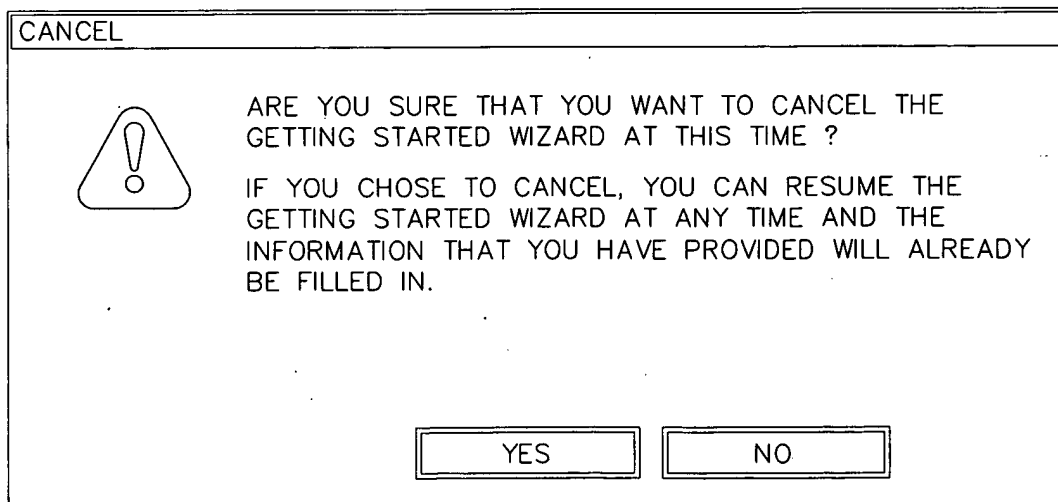 CANCEL
ARE YOU SURE THAT YOU WANT TO CANCEL THE
GETTING STARTED WIZARD AT THIS TIME ?
IF YOU CHOSE TO CANCEL, YOU CAN RESUME THE
GETTING STARTED WIZARD AT ANY TIME AND THE
INFORMATION THAT YOU HAVE PROVIDED WILL ALREADY
BE FILLED IN.
YES
NO